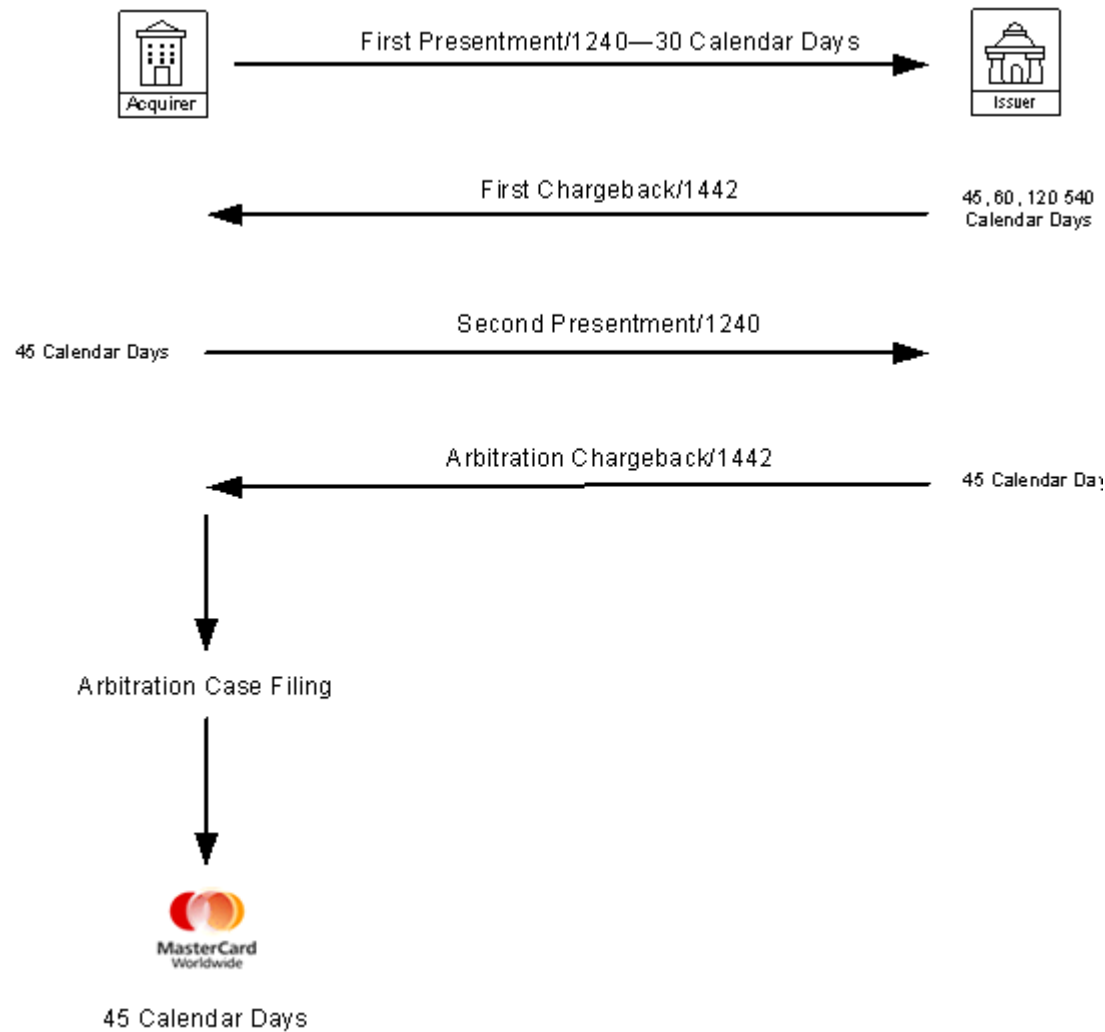 First Presentment/1240—30 Calendar Days
Acquirer
Issuer
First Chargeback/1442
45, 60, 120 540
Calendar Days
Second Presentment/1240
45 Calendar Days
Arbitration Chargeback/1442
45 Calendar Day
Arbitration Case Filing
MasterCard
Worldwide
45 Calendar Days